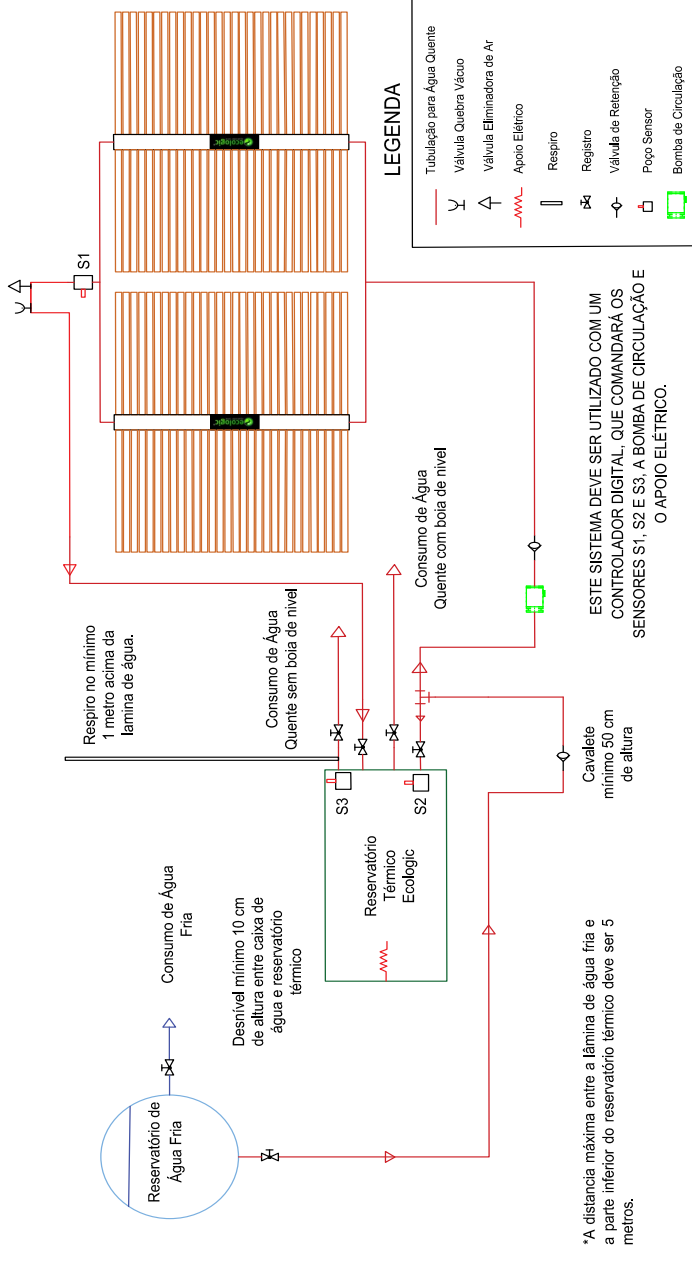 Reservatório de
Água Fria
Consumo de Água
Fria
Desnível mínimo 10 cm
de altura entre caixa de
água e reservatório
térmico
Respiro no mínimo
1 metro acima da
lamina de água.
Reservatório
Térmico
Ecologic
S3
S2
Consumo de Água
Quente sem boia de nivel
Consumo de Água
Quente com boia de nivel
S1
ecologic
ecologic
Cavalete
mínimo 50 cm
de altura
*A distancia máxima entre a lâmina de água fria e
a parte inferior do reservatório térmico deve ser 5
metros.
ESTE SISTEMA DEVE SER UTILIZADO COM UM
CONTROLADOR DIGITAL, QUE COMANDARÁ OS
SENSORES S1, S2 E S3, A BOMBA DE CIRCULAÇÃO E
O APOIO ELÉTRICO.
LEGENDA
Tubulação para Água Quente
Válvula Quebra Vácuo
Válvula Eliminadora de Ar
Apoio Elétrico
Respiro
Registro
Válvula de Retenção
Poço Sensor
Bomba de Circulação